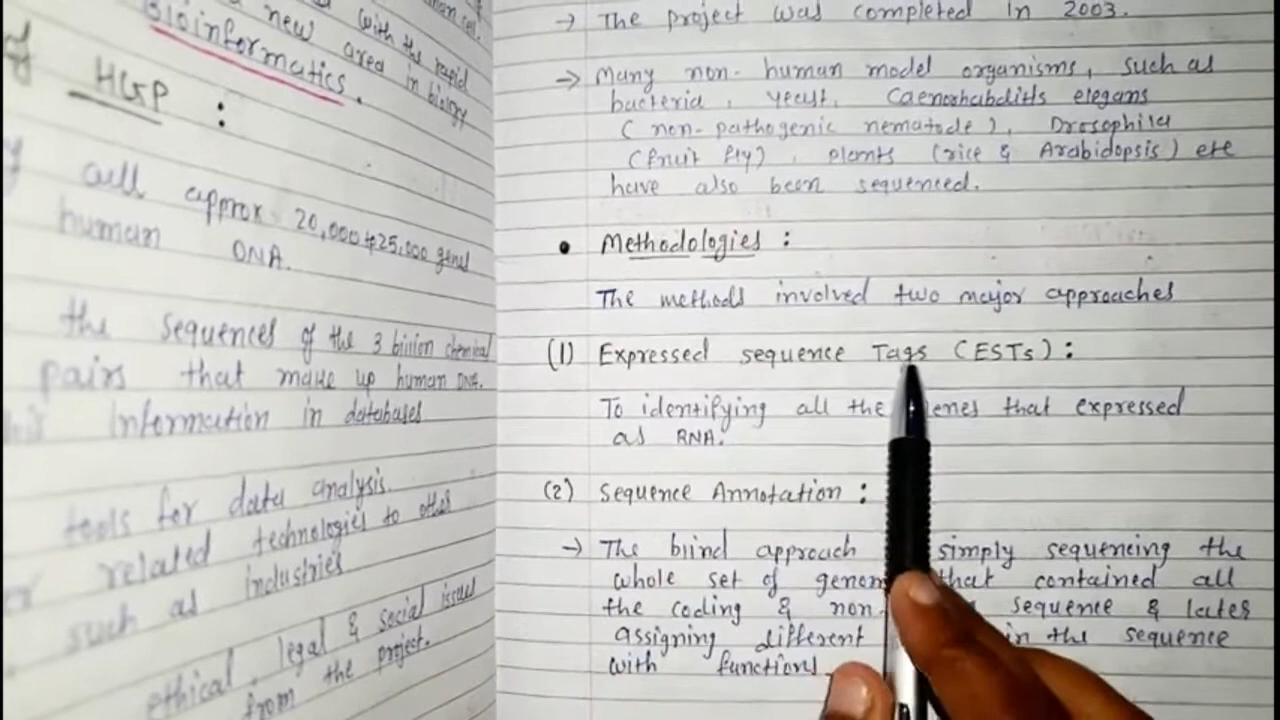 with the rapid
new area in biology
Bioinformatics.
of HGP :
all approx 20,000 to 25,000 genes
human DNA.
the sequences of the 3 billion chemical
pairs that make up human DNA.
information in databases
tools for data analysis.
related technologies to other
such as industries
ethical, legal & social issues
from the project.
→ The project was completed in 2003.
→ Many non-human model organisms, such as
bacteria, yeast, Caenorhabditis elegans
(non-pathogenic nematode), Drosophila
(fruit fly), plants (rice & Arabidopsis) etc
have also been sequenced.
• Methodologies :
The methods involved two major approaches
(1) Expressed sequence Tags (ESTs) :
To identifying all the genes that expressed
as RNA.
(2) Sequence Annotation :
→ The blind approach simply sequencing the
whole set of genom that contained all
the coding & non sequence & later
assigning different in the sequence
with functions